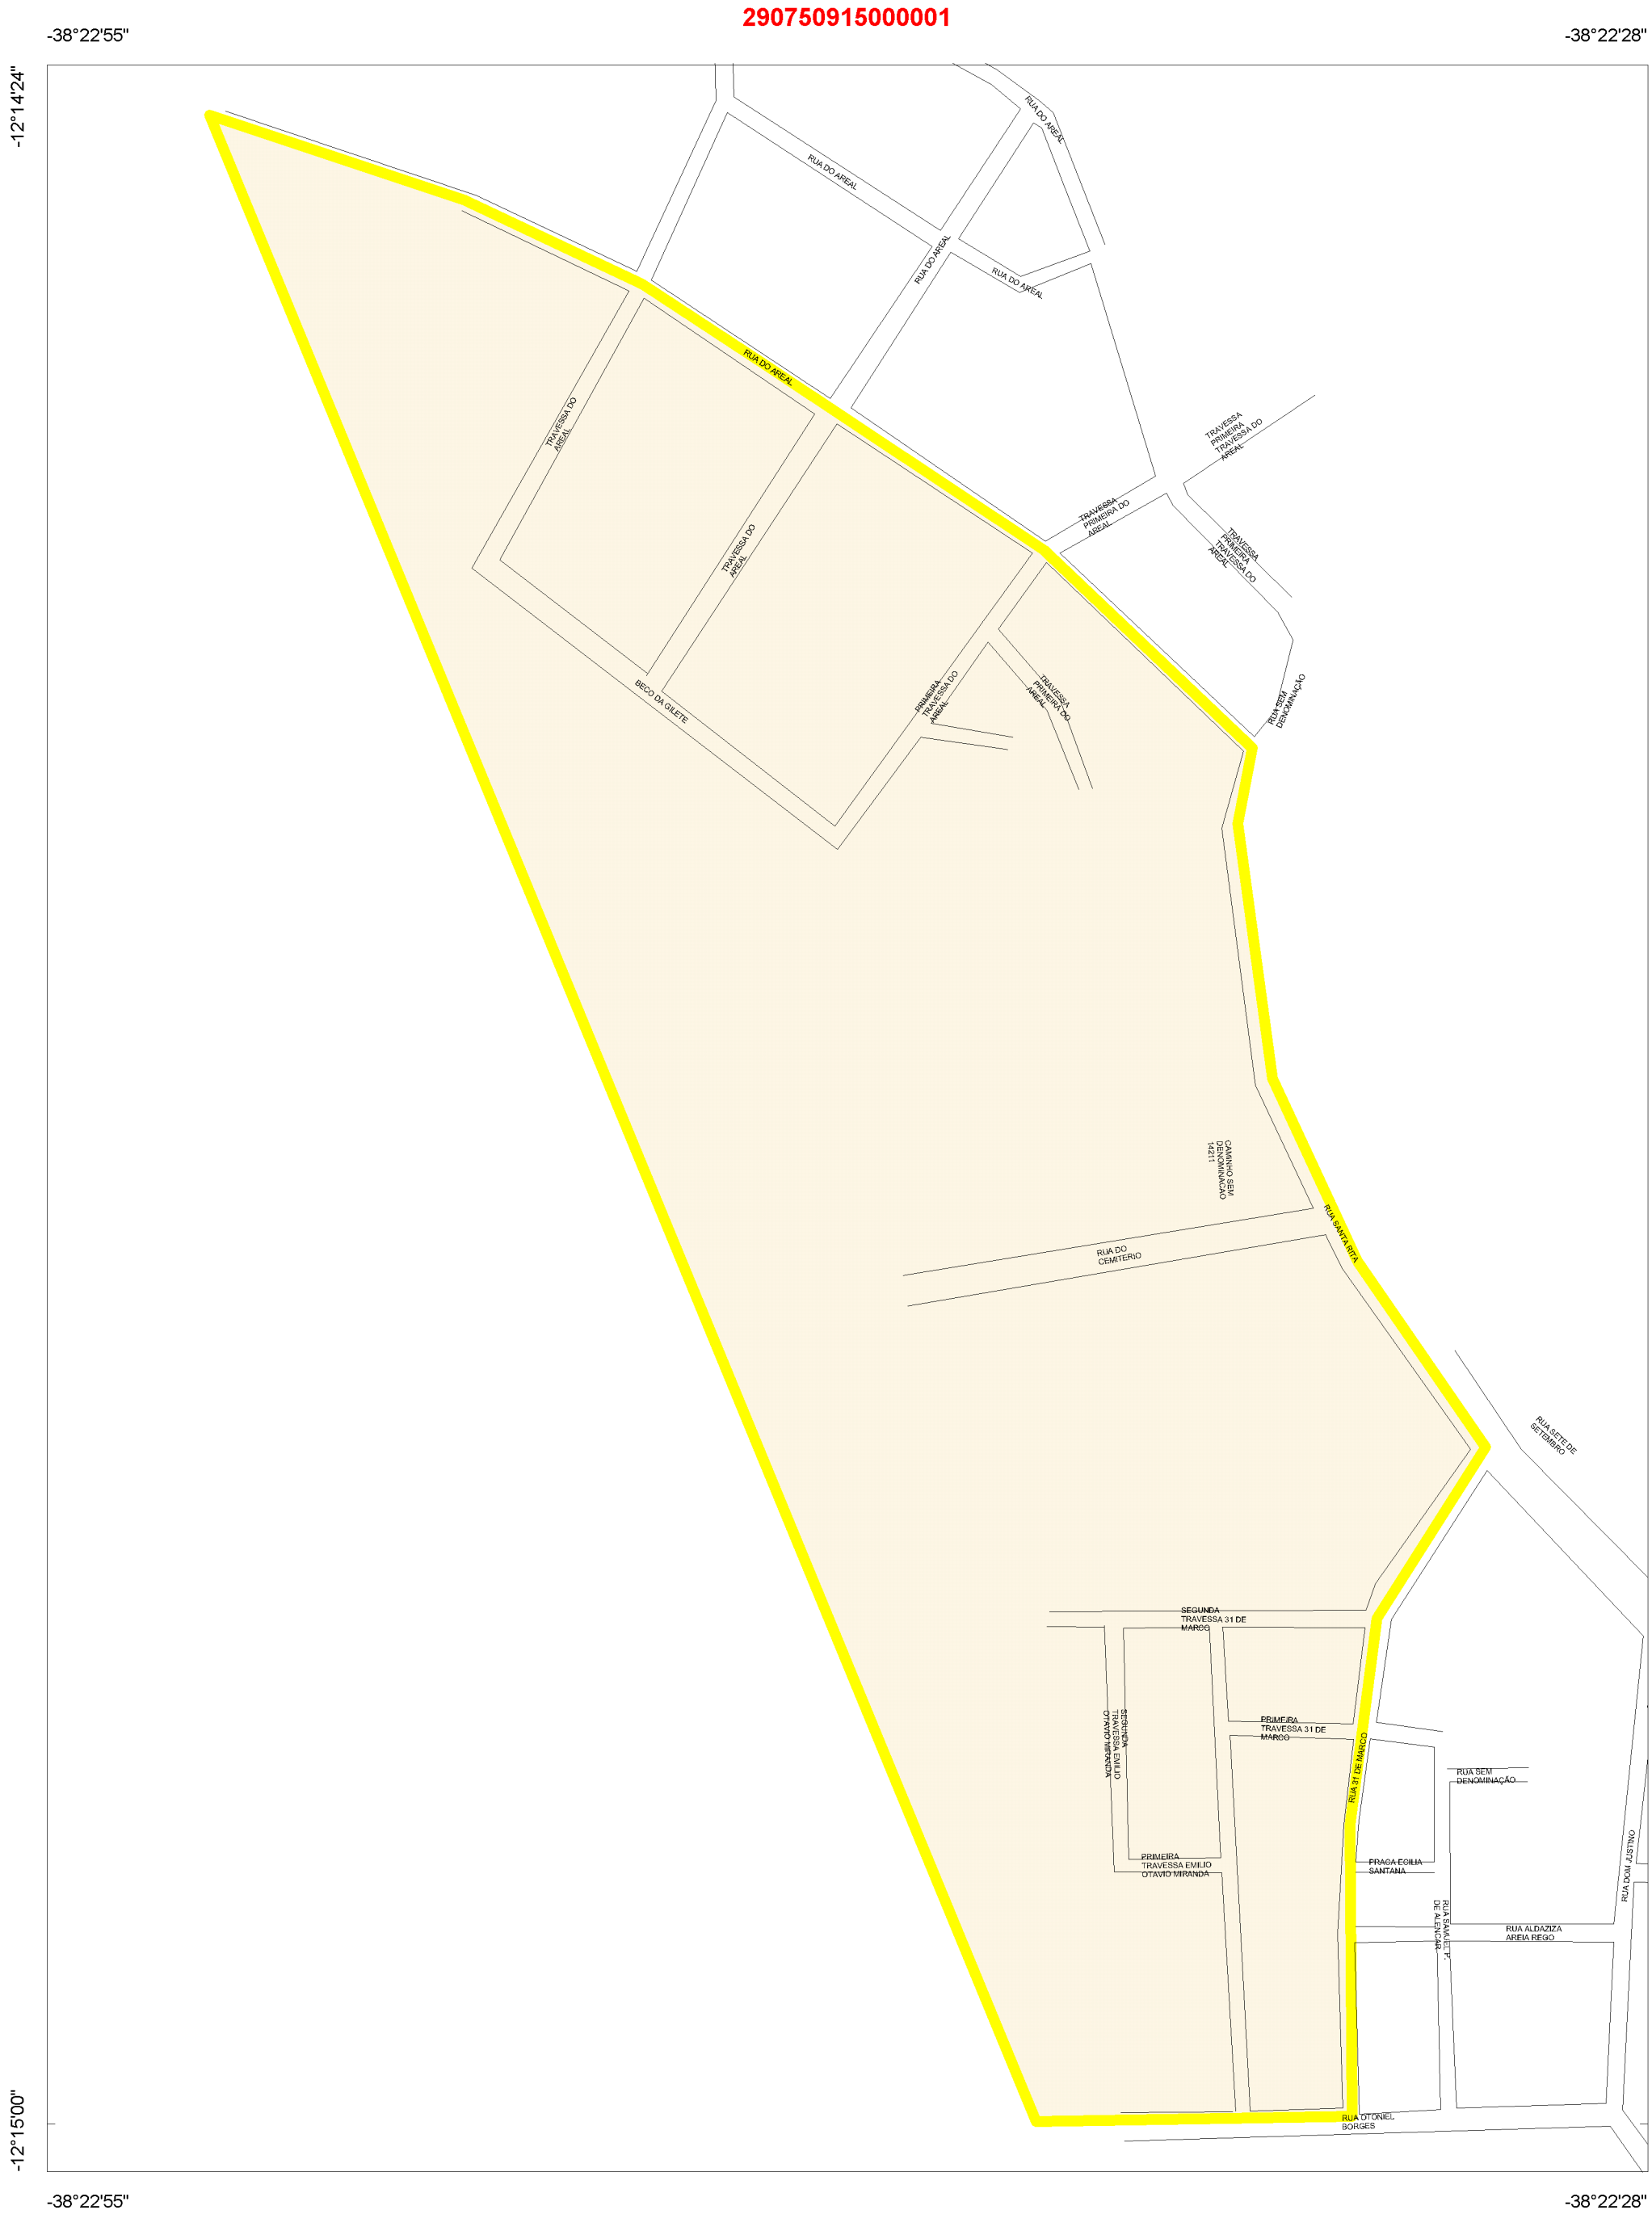 290750915000001
-38°22'55"
-38°22'28"
-12°14'24"
RUA DO AREAL
RUA DO AREAL
RUA DO AREAL
RUA DO AREAL
RUA DO AREAL
TRAVESSA DO
AREAL
TRAVESSA
PRIMEIRA
TRAVESSA DO
AREAL
TRAVESSA
PRIMEIRA DO
AREAL
TRAVESSA
PRIMEIRA
TRAVESSA DO
AREAL
TRAVESSA DO
AREAL
BECO DA GILETE
PRIMEIRA
TRAVESSA DO
AREAL
TRAVESSA
PRIMEIRA DO
AREAL
RUA SEM
DENOMINAÇÃO
CAMINHO SEM
DENOMINACAO
14211
RUA SANTA RITA
RUA DO
CEMITERIO
RUA SETE DE
SETEMBRO
SEGUNDA
TRAVESSA 31 DE
MARCO
SEGUNDA
TRAVESSA EMILIO
OTAVIO MIRANDA
PRIMEIRA
TRAVESSA 31 DE
MARCO
RUA 31 DE MARCO
RUA SEM
DENOMINAÇÃO
PRIMEIRA
TRAVESSA EMILIO
OTAVIO MIRANDA
PRACA ECILIA
SANTANA
RUA DOM JUSTINO
RUA SAMUEL P.
DE ALENCAR
RUA ALDAZIZA
AREIA REGO
RUA OTONIEL
BORGES
-12°15'00"
-38°22'55"
-38°22'28"